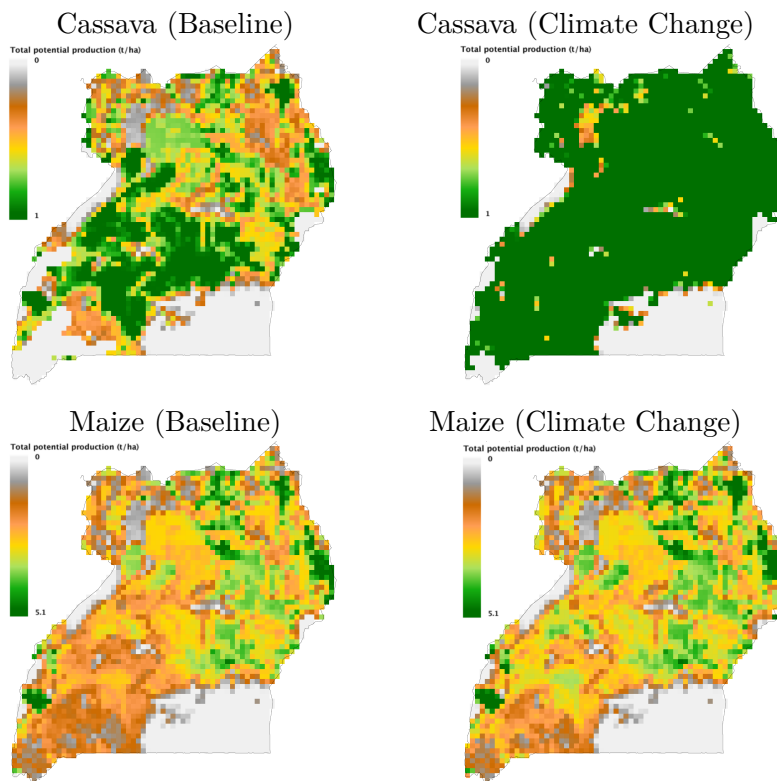 Cassava (Baseline)
Cassava (Climate Change)
Total potential production (t/ha)
0
1
Total potential production (t/ha)
0
1
Maize (Baseline)
Maize (Climate Change)
Total potential production (t/ha)
0
5.1
Total potential production (t/ha)
0
5.1